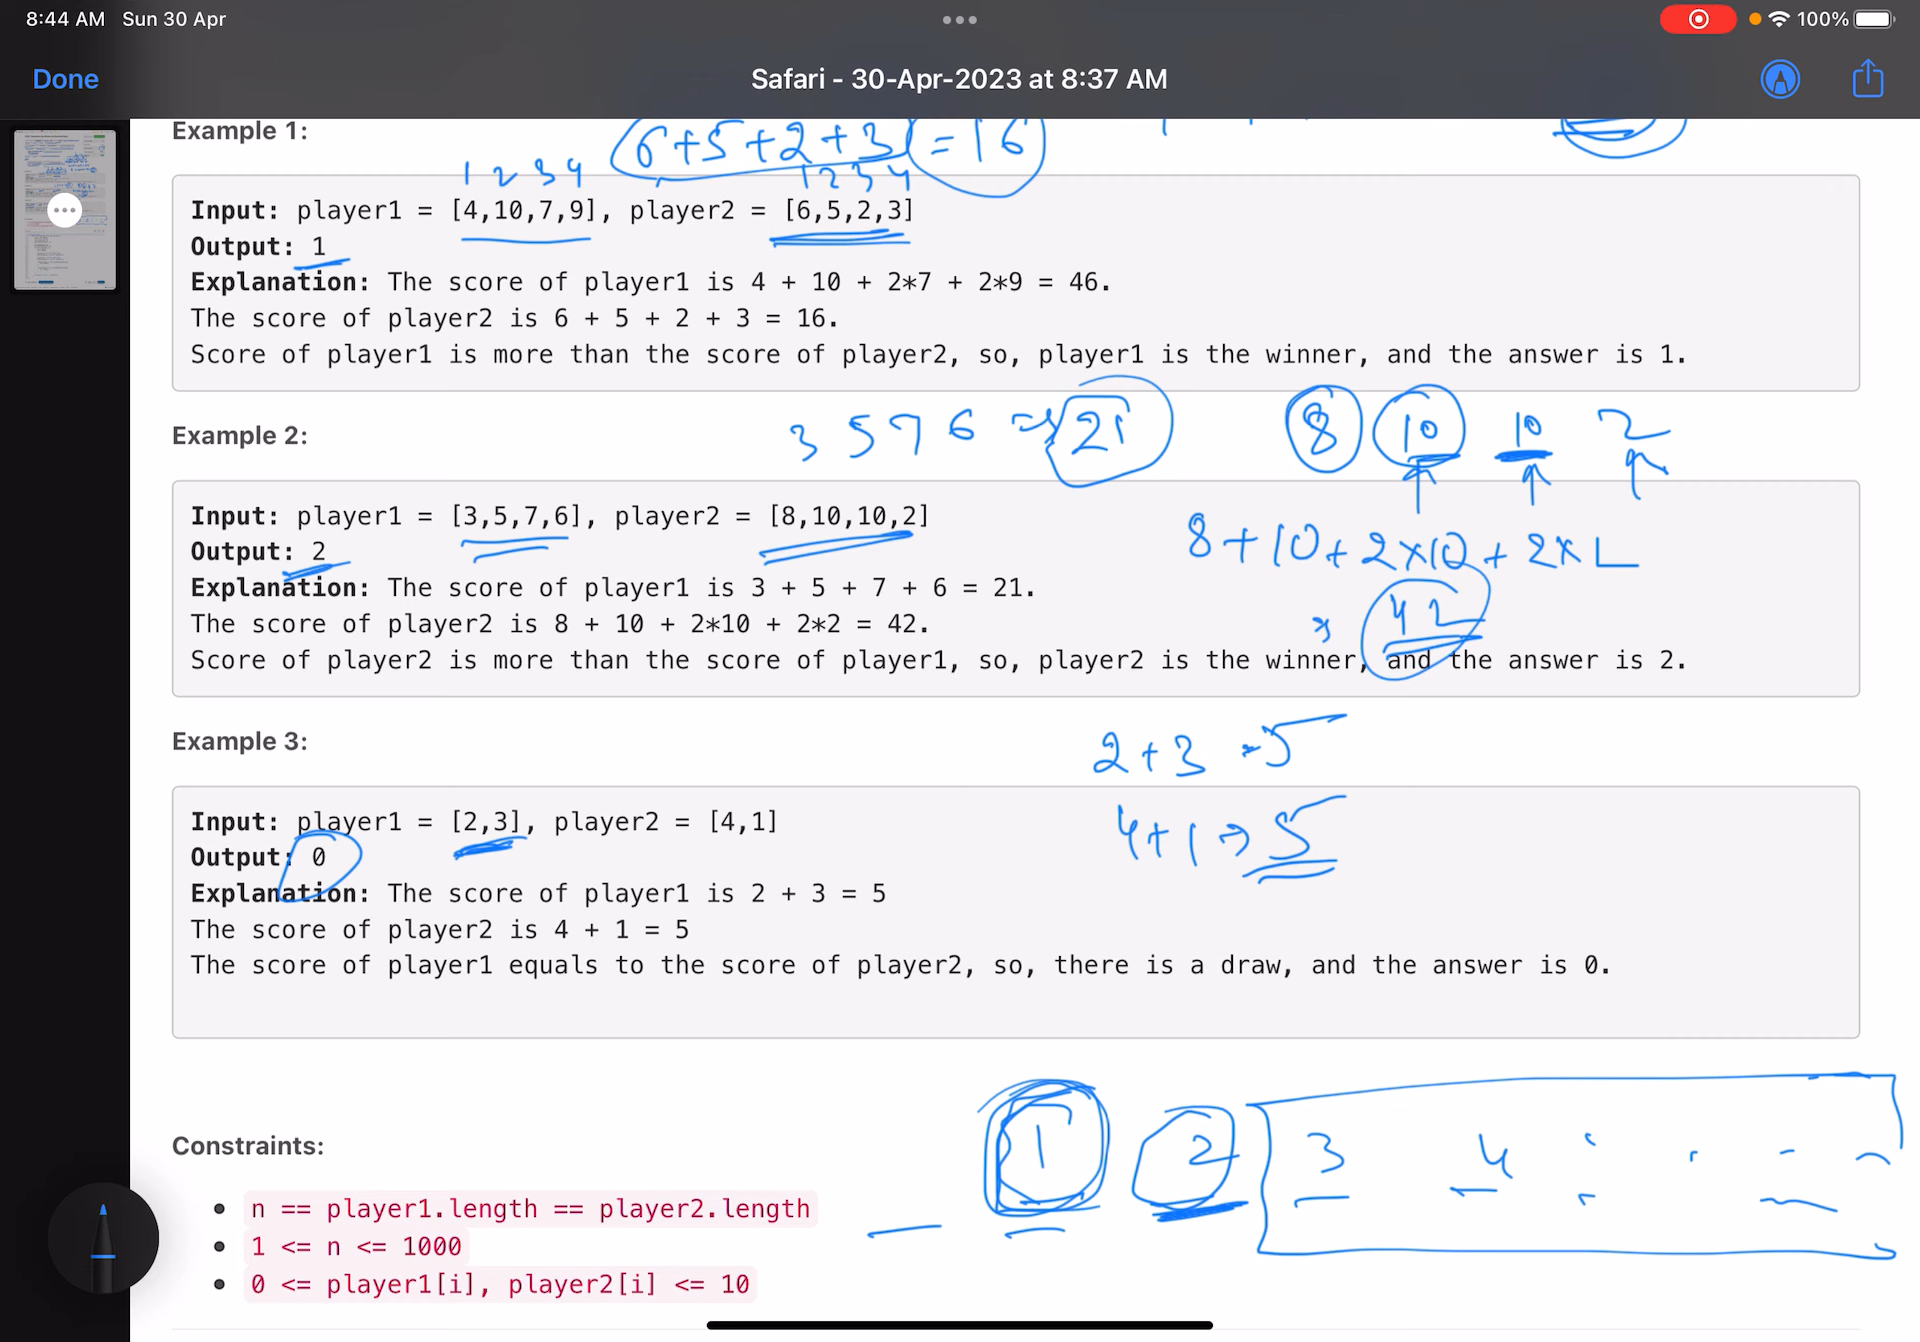 8:44 AM Sun 30 Apr
100%
Done
Safari - 30-Apr-2023 at 8:37 AM
Example 1:
6+5+2+3 = 16
1 2 3 4
1 2 3 4
Input: player1 = [4,10,7,9], player2 = [6,5,2,3]
Output: 1
Explanation: The score of player1 is 4 + 10 + 2*7 + 2*9 = 46.
The score of player2 is 6 + 5 + 2 + 3 = 16.
Score of player1 is more than the score of player2, so, player1 is the winner, and the answer is 1.
Example 2:
3 5 7 6 => 21
8 10 10 2
Input: player1 = [3,5,7,6], player2 = [8,10,10,2]
8+10+2×10+2×2
Output: 2
Explanation: The score of player1 is 3 + 5 + 7 + 6 = 21.
42
The score of player2 is 8 + 10 + 2*10 + 2*2 = 42.
Score of player2 is more than the score of player1, so, player2 is the winner, and the answer is 2.
Example 3:
2+3 = 5
Input: player1 = [2,3], player2 = [4,1]
4+1 => 5
Output: 0
Explanation: The score of player1 is 2 + 3 = 5
The score of player2 is 4 + 1 = 5
The score of player1 equals to the score of player2, so, there is a draw, and the answer is 0.
1 2 3 4
Constraints:
n == player1.length == player2.length
1 <= n <= 1000
0 <= player1[i], player2[i] <= 10